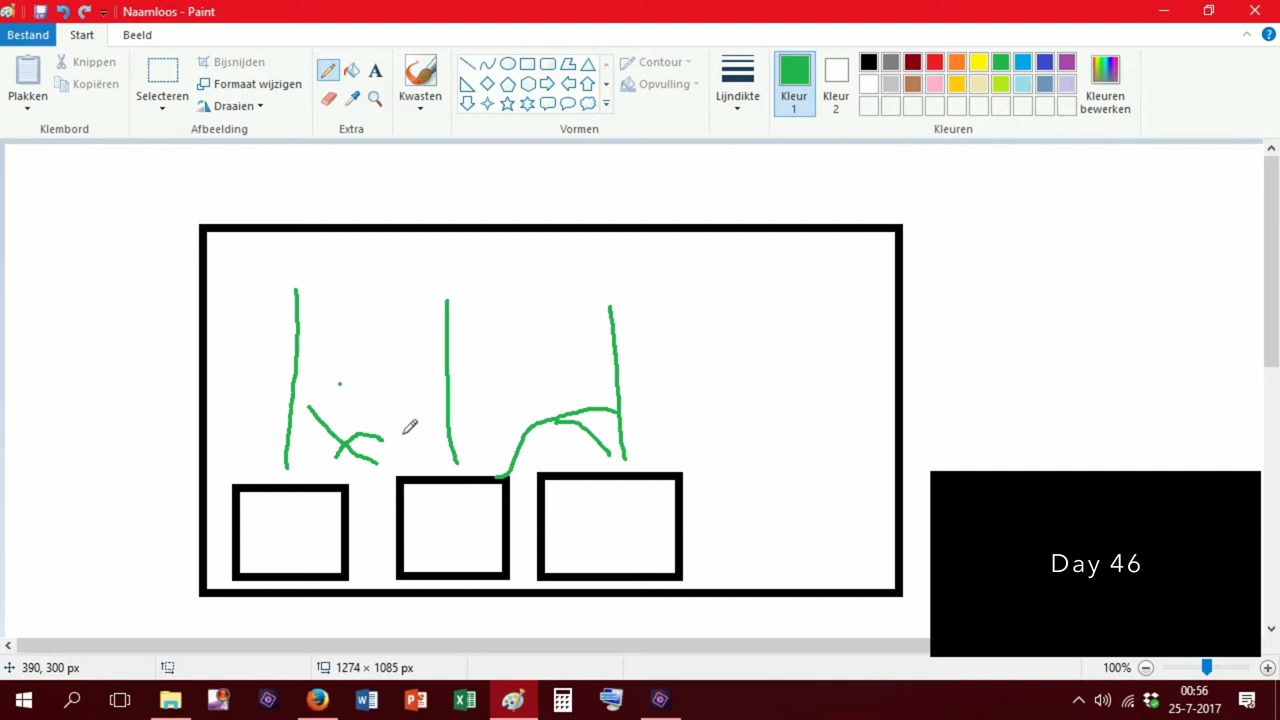 Naamloos - Paint
Bestand Start Beeld
Plakken
Knippen
Kopiëren
Klembord
Selecteren
Bijsnijden
Formaat wijzigen
Draaien
Afbeelding
A
Extra
Kwasten
Contour
Opvulling
Vormen
Lijndikte
Kleur 1
Kleur 2
Kleuren bewerken
Kleuren
Day 46
390, 300 px
1274 × 1085 px
100%
00:56
25-7-2017